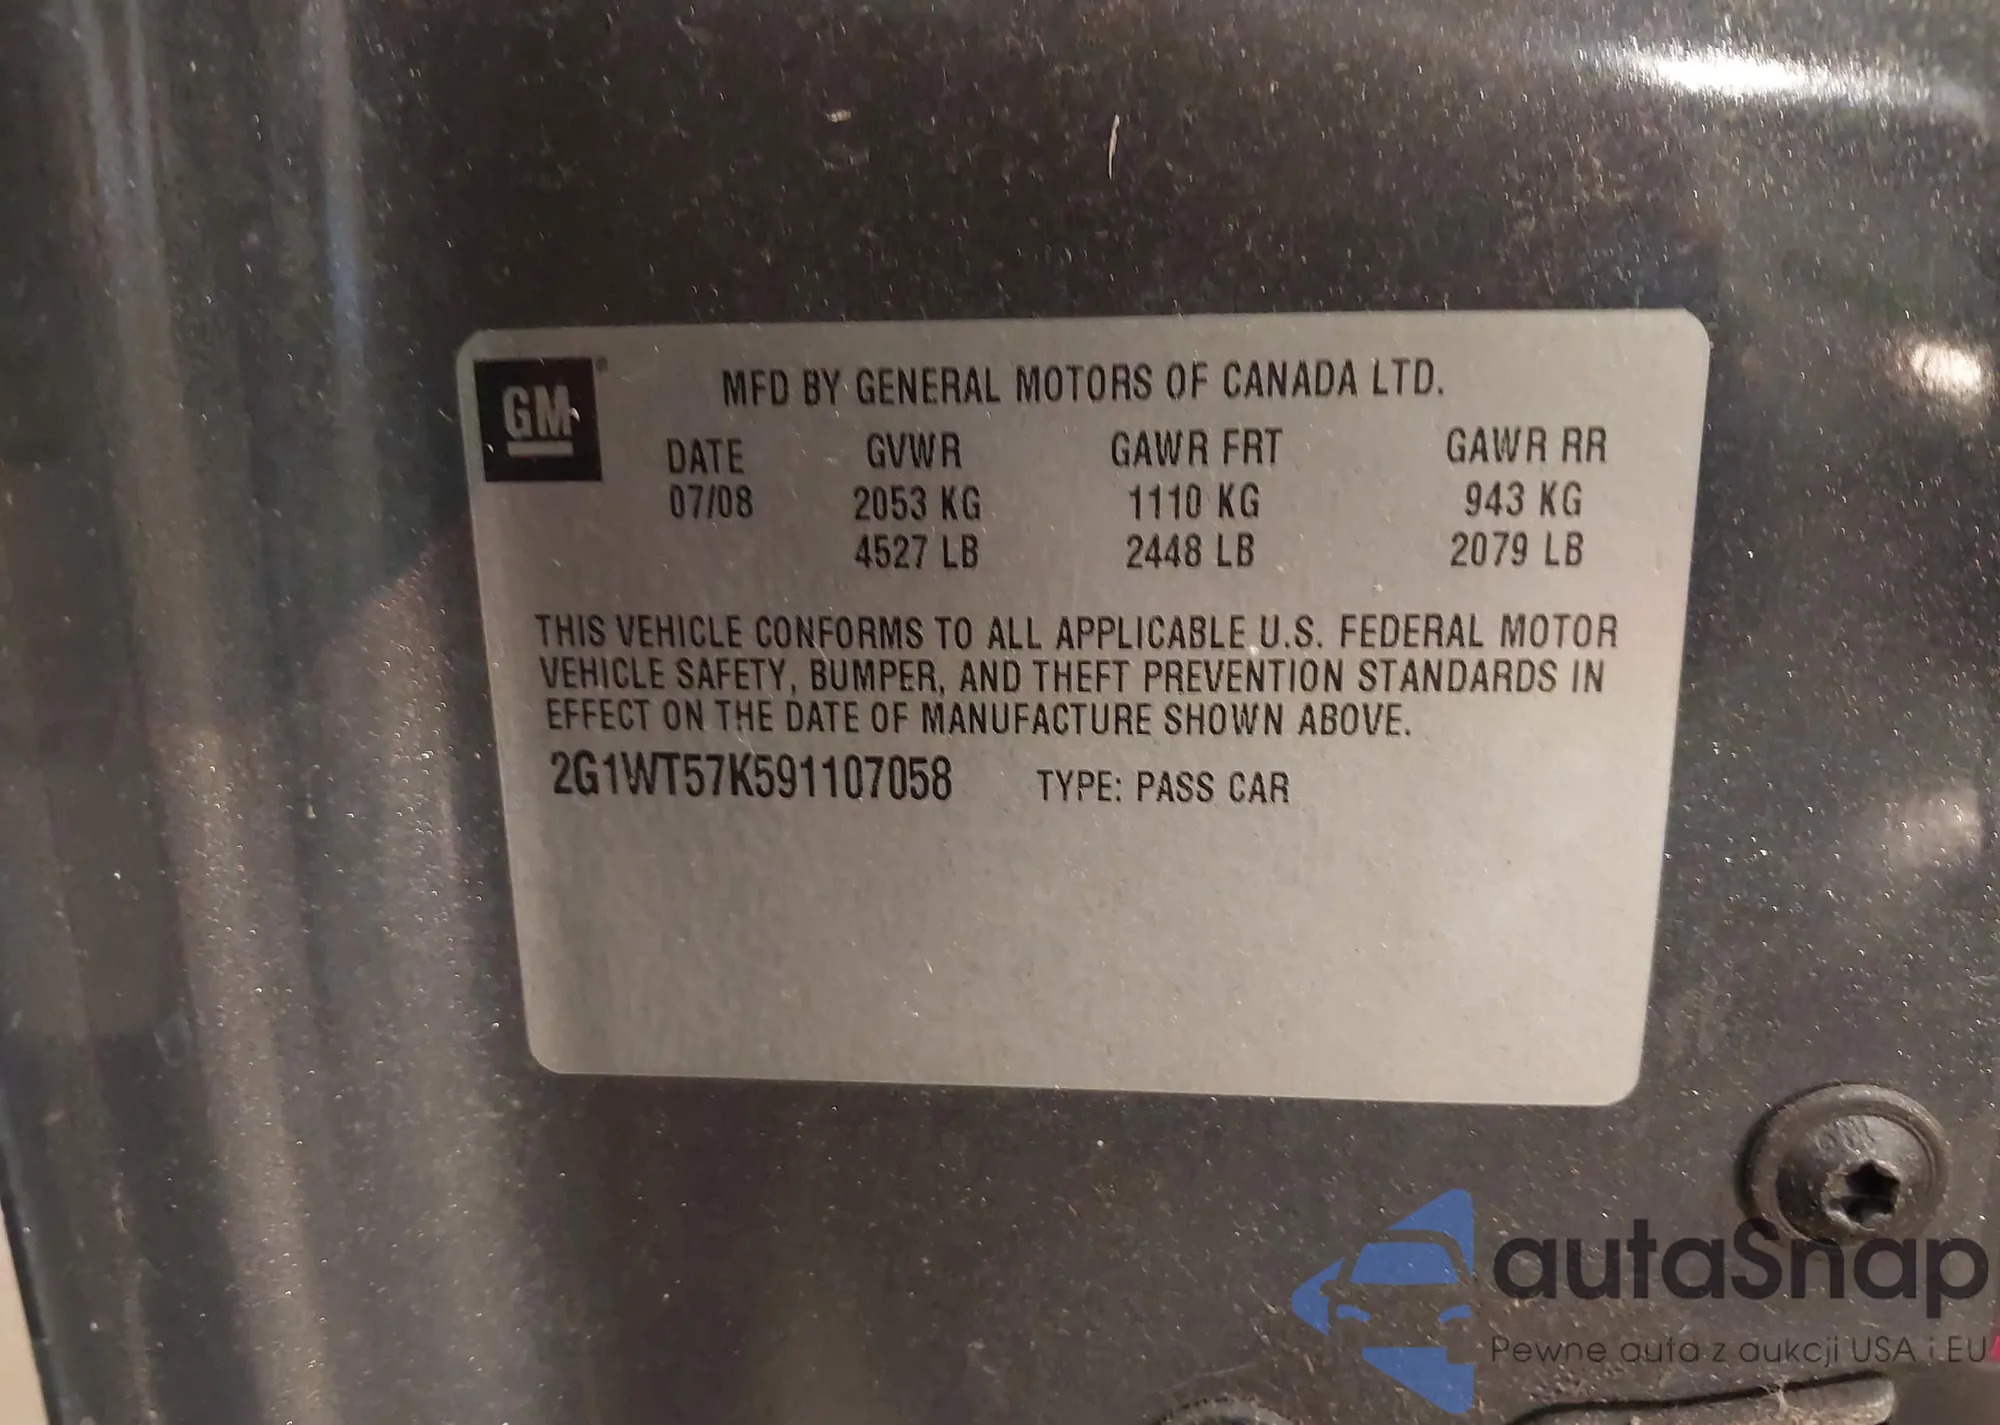 GM
MFD BY GENERAL MOTORS OF CANADA LTD.
DATE GVWR GAWR FRT GAWR RR
07/08 2053 KG 1110 KG 943 KG
4527 LB 2448 LB 2079 LB
THIS VEHICLE CONFORMS TO ALL APPLICABLE U.S. FEDERAL MOTOR
VEHICLE SAFETY, BUMPER, AND THEFT PREVENTION STANDARDS IN
EFFECT ON THE DATE OF MANUFACTURE SHOWN ABOVE.
2G1WT57K591107058 TYPE: PASS CAR
autaSnap
Pewne auta z aukcji USA i EU